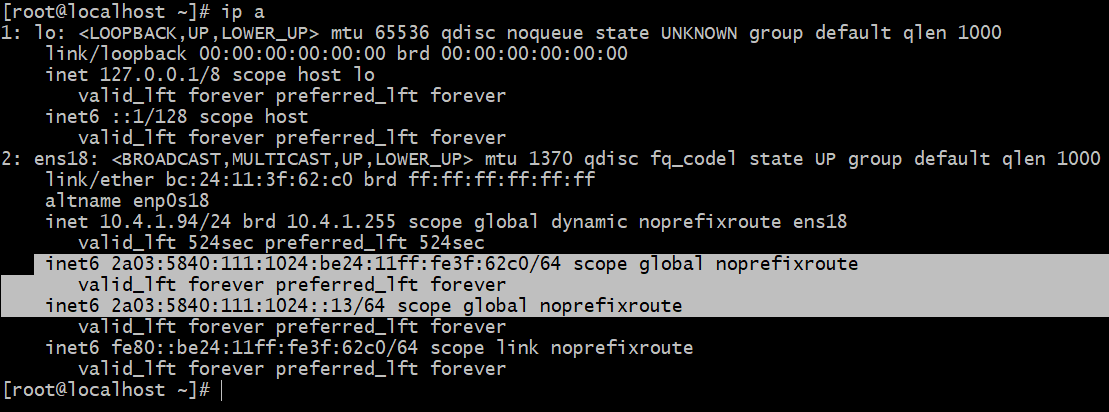 [root@localhost ~]# ip a
1: lo: <LOOPBACK,UP,LOWER_UP> mtu 65536 qdisc noqueue state UNKNOWN group default qlen 1000
    link/loopback 00:00:00:00:00:00 brd 00:00:00:00:00:00
    inet 127.0.0.1/8 scope host lo
       valid_lft forever preferred_lft forever
    inet6 ::1/128 scope host
       valid_lft forever preferred_lft forever
2: ens18: <BROADCAST,MULTICAST,UP,LOWER_UP> mtu 1370 qdisc fq_codel state UP group default qlen 1000
    link/ether bc:24:11:3f:62:c0 brd ff:ff:ff:ff:ff:ff
    altname enp0s18
    inet 10.4.1.94/24 brd 10.4.1.255 scope global dynamic noprefixroute ens18
       valid_lft 524sec preferred_lft 524sec
    inet6 2a03:5840:111:1024:be24:11ff:fe3f:62c0/64 scope global noprefixroute
       valid_lft forever preferred_lft forever
    inet6 2a03:5840:111:1024::13/64 scope global noprefixroute
       valid_lft forever preferred_lft forever
    inet6 fe80::be24:11ff:fe3f:62c0/64 scope link noprefixroute
       valid_lft forever preferred_lft forever
[root@localhost ~]#